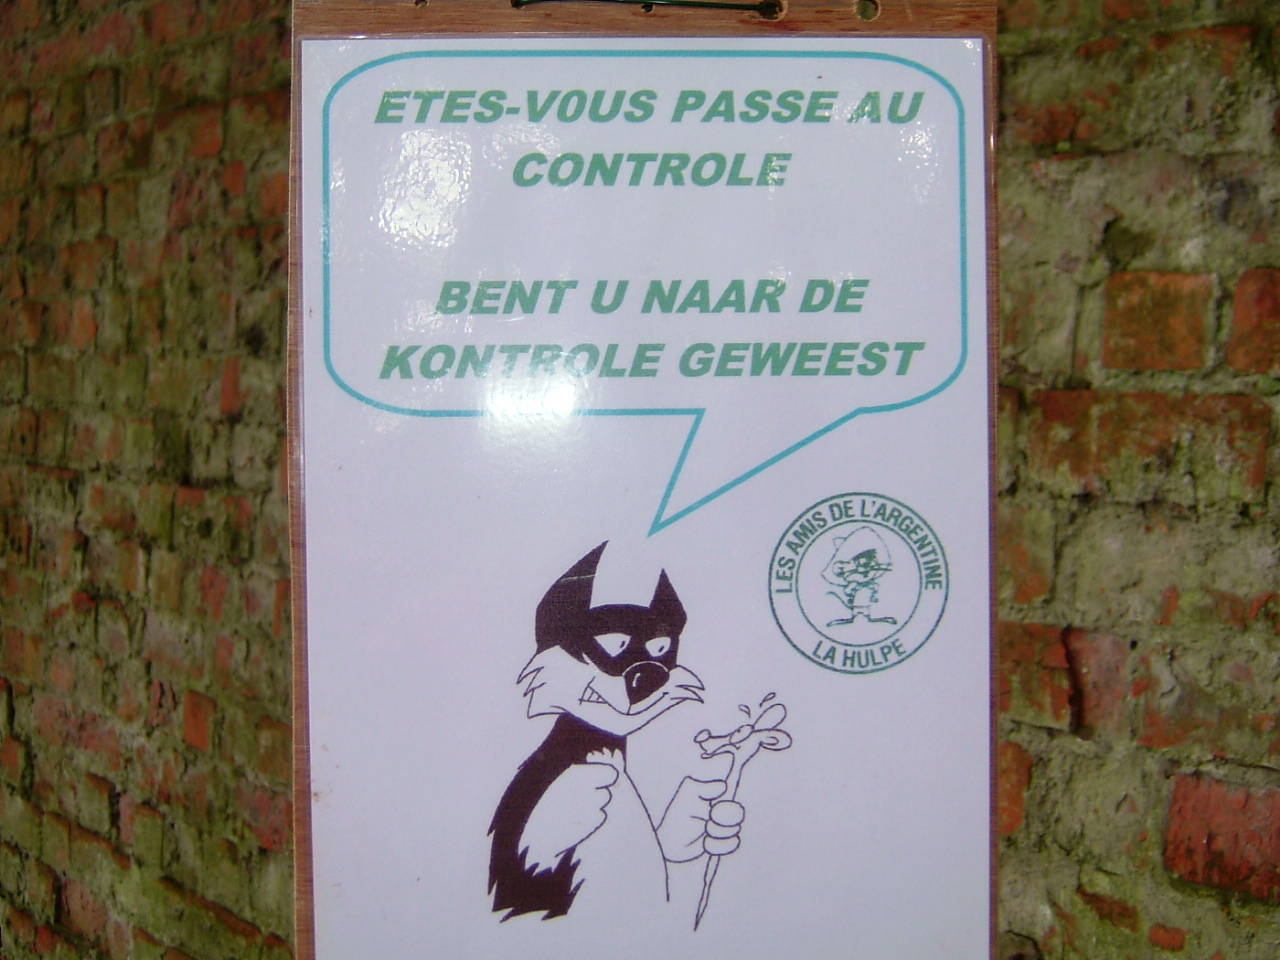 ETES-V0US PASSE AU
CONTROLE
BENT U NAAR DE
KONTROLE GEWEEST
LES AMIS DE L'ARGENTINE
LA HULPE